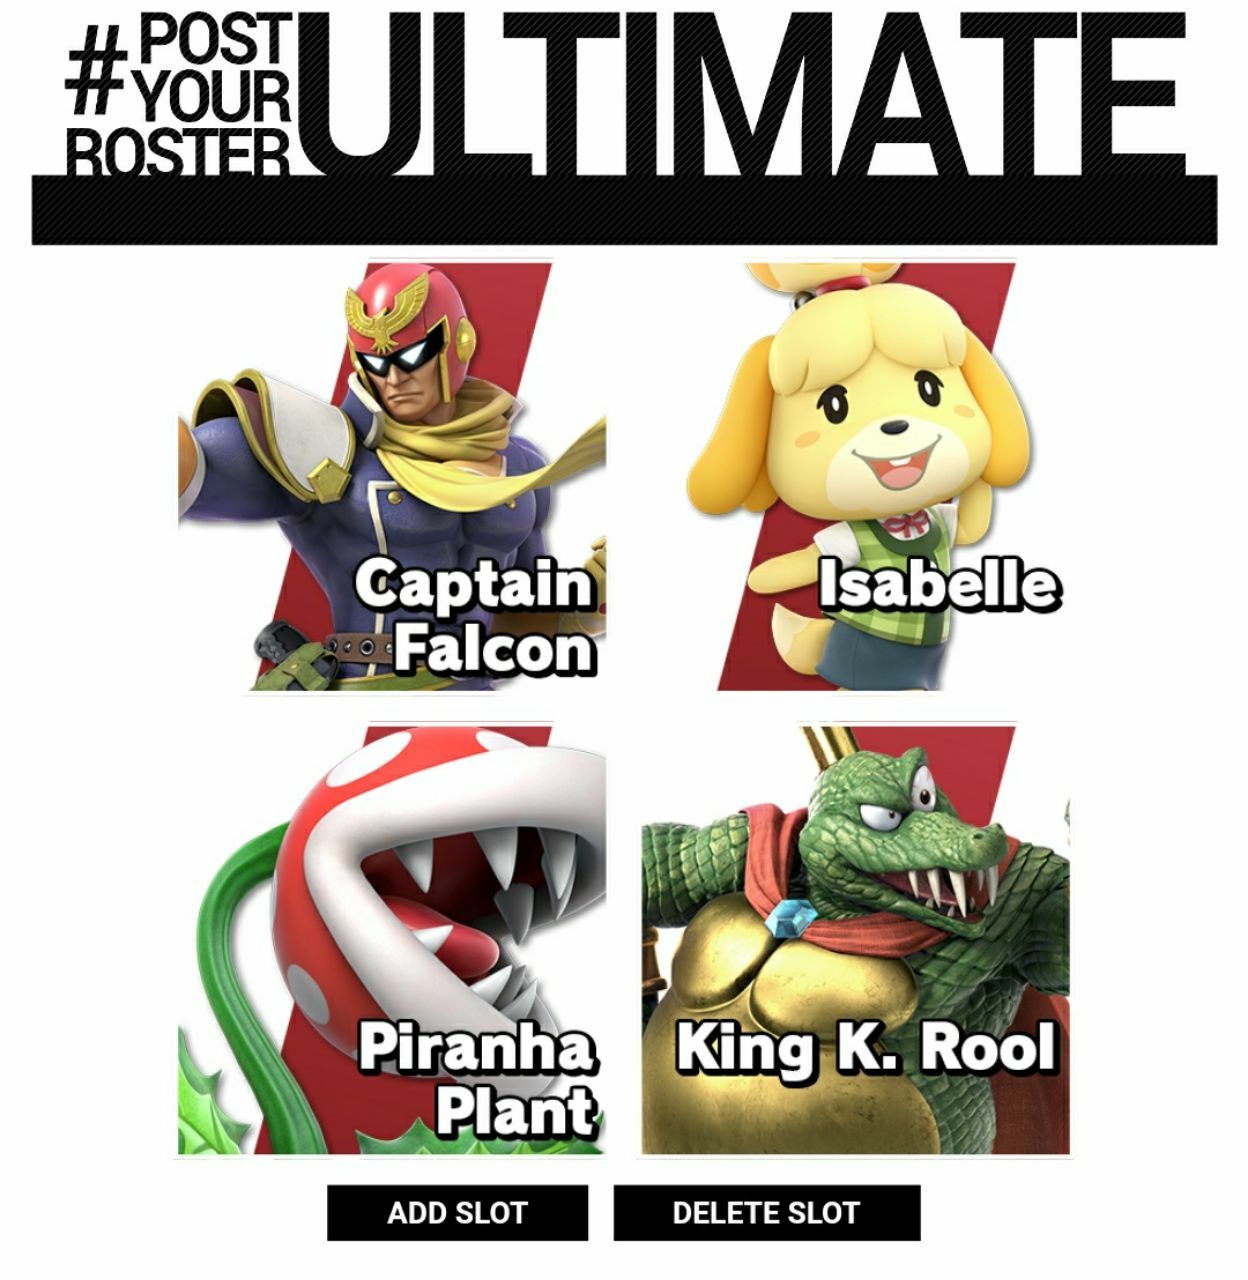 #POST
YOUR
ROSTER
ULTIMATE
Captain
Falcon
Isabelle
Piranha
Plant
King K. Rool
ADD SLOT
DELETE SLOT